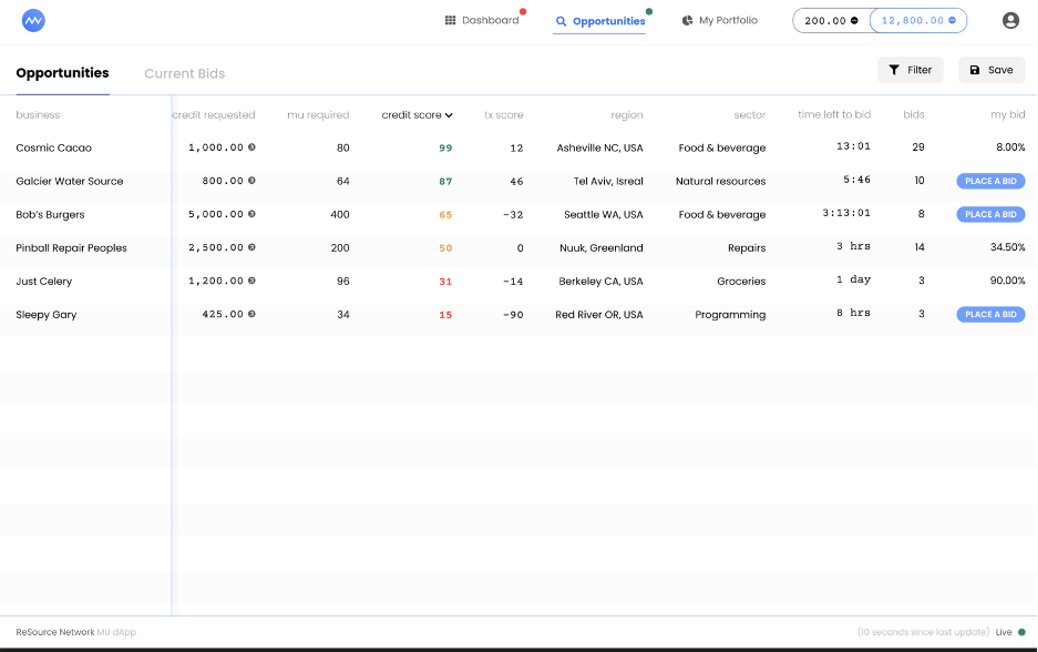 Dashboard Opportunities My Portfolio 200.00 12,800.00
Opportunities Current Bids Filter Save
business credit requested mu required credit score tx score region sector time left to bid bids my bid
Cosmic Cacao 1,000.00 80 99 12 Asheville NC, USA Food & beverage 13:01 29 8.00%
Galcier Water Source 800.00 64 87 46 Tel Aviv, Isreal Natural resources 5:46 10 PLACE A BID
Bob's Burgers 5,000.00 400 65 -32 Seattle WA, USA Food & beverage 3:13:01 8 PLACE A BID
Pinball Repair Peoples 2,500.00 200 50 0 Nuuk, Greenland Repairs 3 hrs 14 34.50%
Just Celery 1,200.00 96 31 -14 Berkeley CA, USA Groceries 1 day 3 90.00%
Sleepy Gary 425.00 34 15 -90 Red River OR, USA Programming 8 hrs 3 PLACE A BID
ReSource Network MU dApp (10 seconds since last update) Live